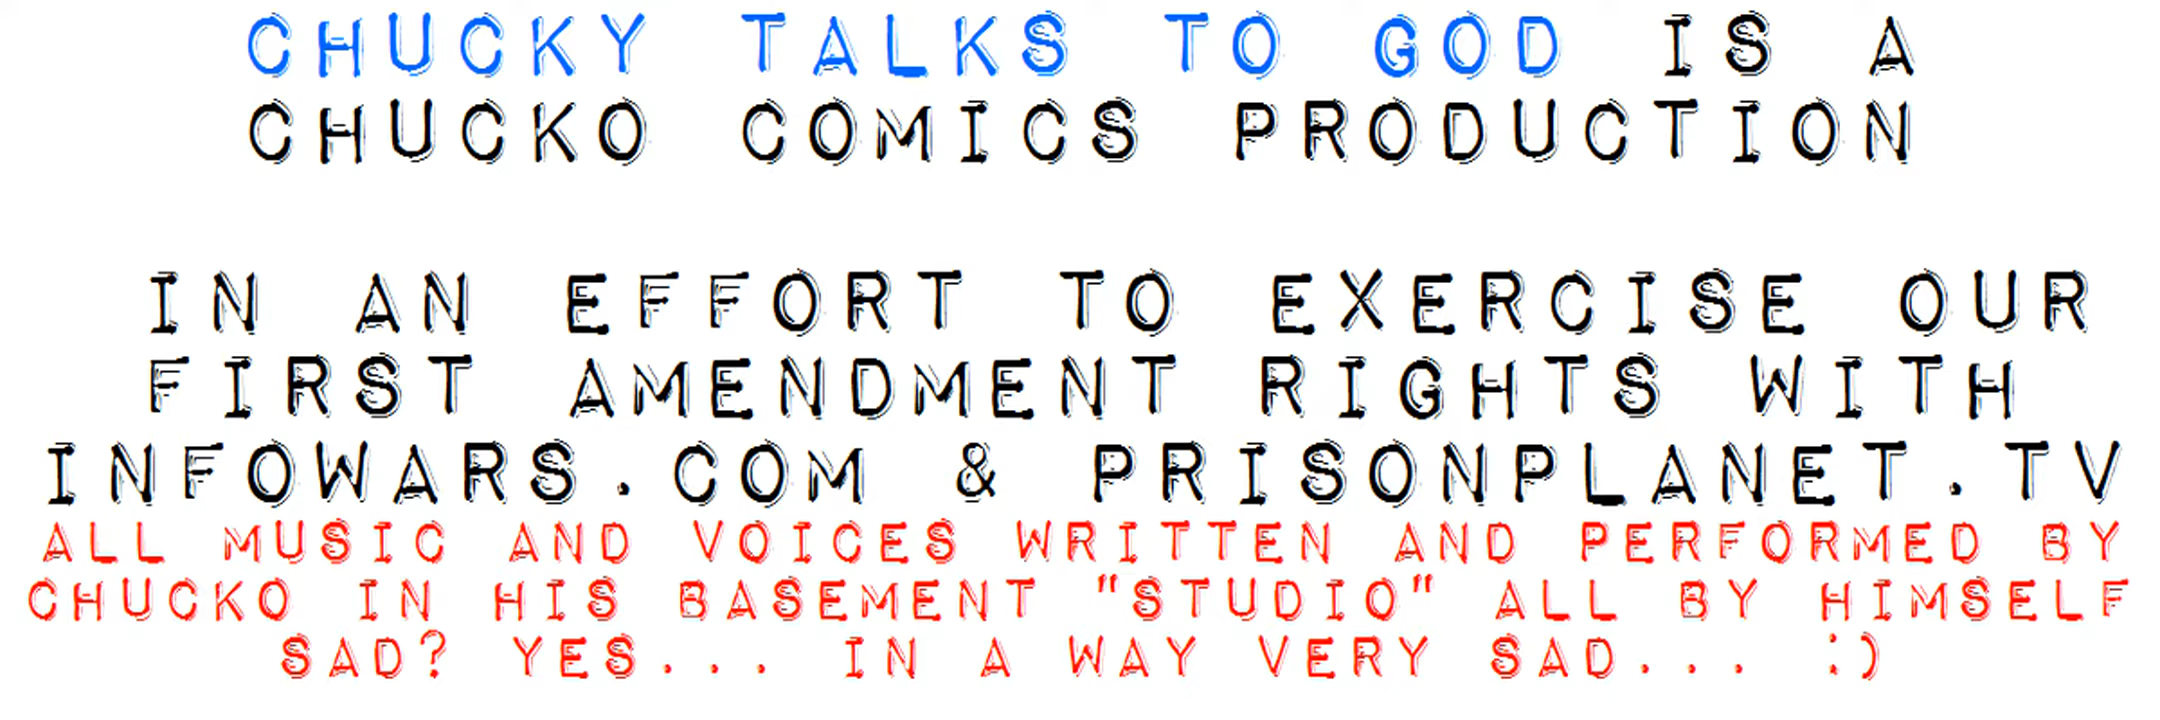 CHUCKY TALKS TO GOD IS A
CHUCKO COMICS PRODUCTION
IN AN EFFORT TO EXERCISE OUR
FIRST AMENDMENT RIGHTS WITH
INFOWARS.COM & PRISONPLANET.TV
ALL MUSIC AND VOICES WRITTEN AND PERFORMED BY
CHUCKO IN HIS BASEMENT "STUDIO" ALL BY HIMSELF
SAD? YES... IN A WAY VERY SAD... :)